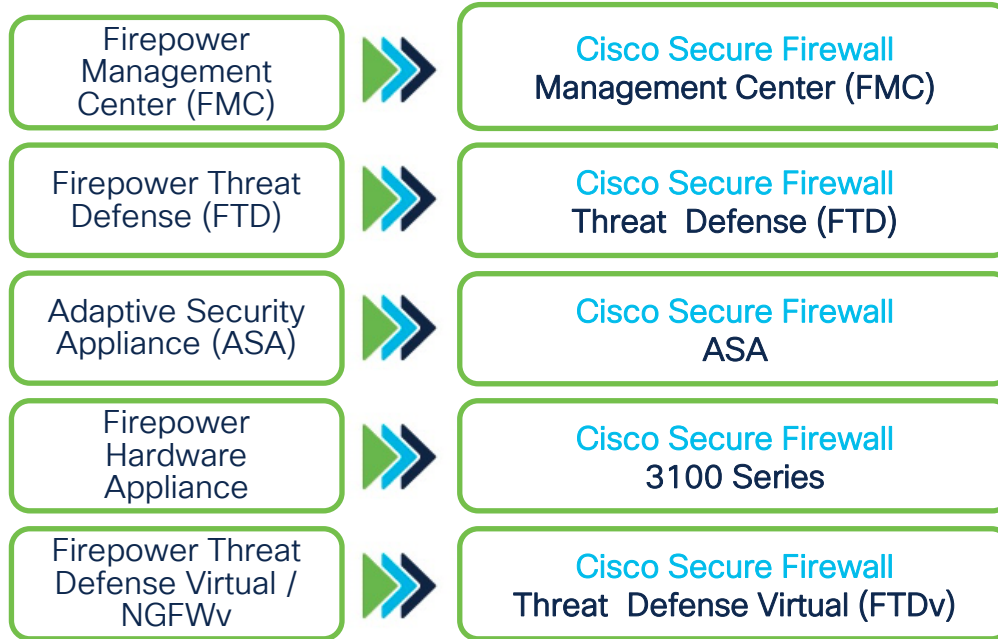 Firepower
Management
Center (FMC)
Cisco Secure Firewall
Management Center (FMC)
Firepower Threat
Defense (FTD)
Cisco Secure Firewall
Threat  Defense (FTD)
Adaptive Security
Appliance (ASA)
Cisco Secure Firewall
ASA
Firepower
Hardware
Appliance
Cisco Secure Firewall
3100 Series
Firepower Threat
Defense Virtual /
NGFWv
Cisco Secure Firewall
Threat  Defense Virtual (FTDv)